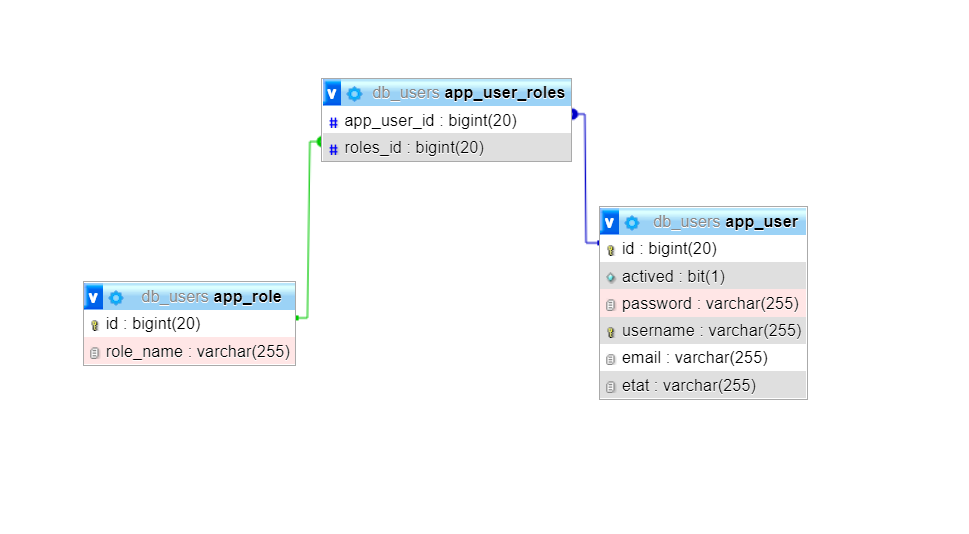 v db_users app_user_roles
app_user_id : bigint(20)
roles_id : bigint(20)
v db_users app_user
id : bigint(20)
actived : bit(1)
password : varchar(255)
username : varchar(255)
email : varchar(255)
etat : varchar(255)
v db_users app_role
id : bigint(20)
role_name : varchar(255)